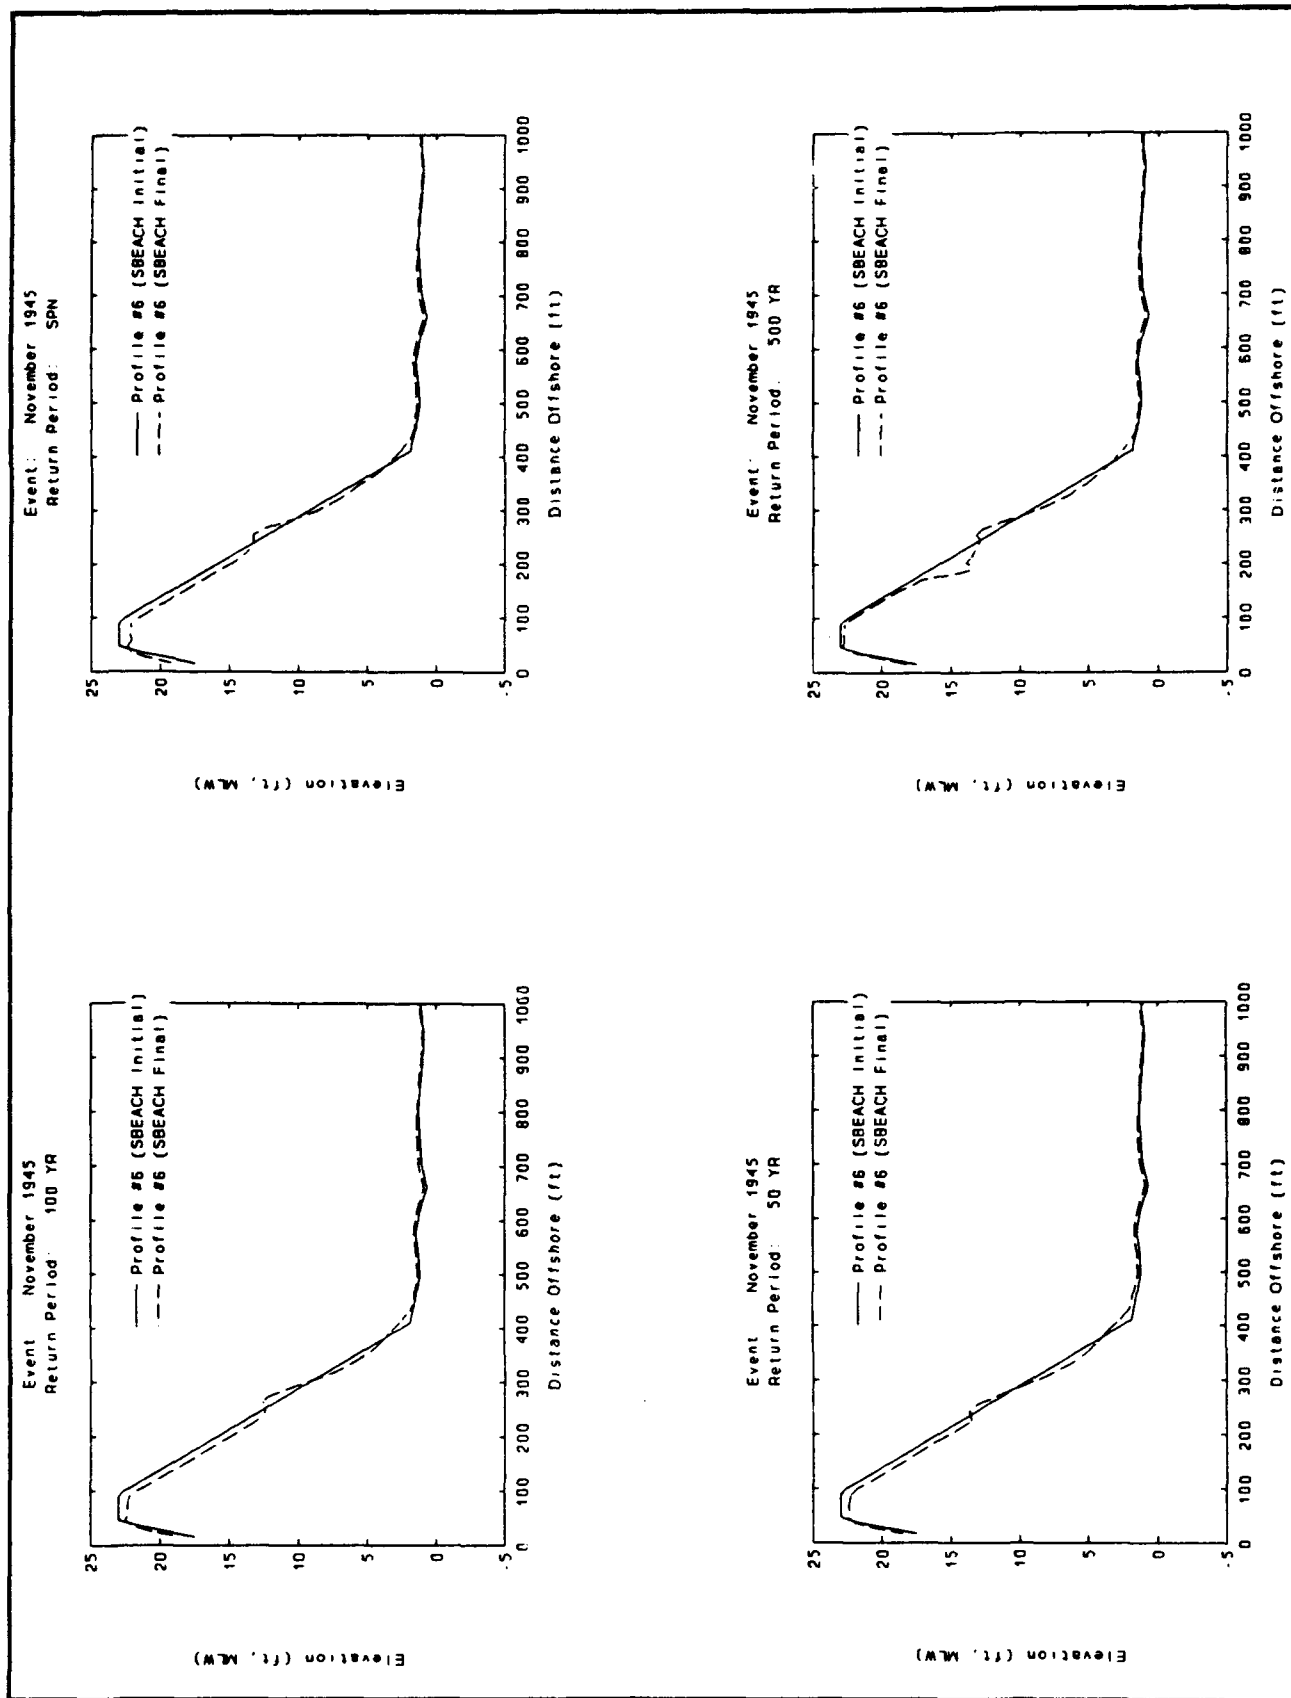 Event November 1945
Return Period: 100 YR
Profile #6 (SBEACH Initial)
Profile #6 (SBEACH Final)
Elevation (ft, MLW)
25
20
15
10
5
0
-5
0 100 200 300 400 500 600 700 800 900 1000
Distance Offshore (ft)
Event: November 1945
Return Period: SPN
Profile #6 (SBEACH Initial)
Profile #6 (SBEACH Final)
Elevation (ft, MLW)
25
20
15
10
5
0
-5
0 100 200 300 400 500 600 700 800 900 1000
Distance Offshore (ft)
Event November 1945
Return Period: 50 YR
Profile #6 (SBEACH Initial)
Profile #6 (SBEACH Final)
Elevation (ft, MLW)
25
20
15
10
5
0
-5
0 100 200 300 400 500 600 700 800 900 1000
Distance Offshore (ft)
Event: November 1945
Return Period. 500 YR
Profile #6 (SBEACH Initial)
Profile #6 (SBEACH Final)
Elevation (ft, MLW)
25
20
15
10
5
0
-5
0 100 200 300 400 500 600 700 800 900 1000
Distance Offshore (ft)